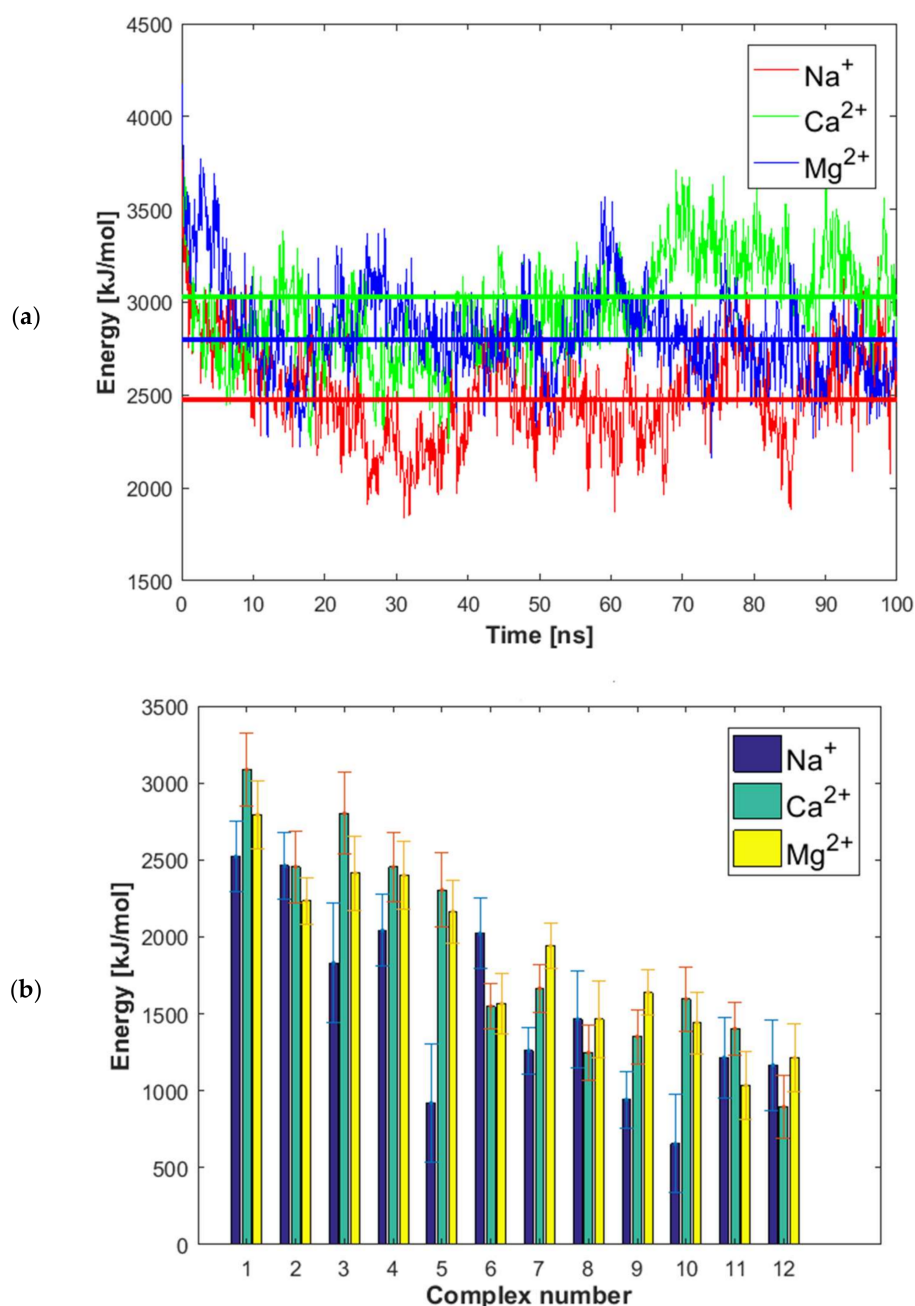 (a)
Energy [kJ/mol]
4500
4000
3500
3000
2500
2000
1500
0 10 20 30 40 50 60 70 80 90 100
Time [ns]
Na⁺
Ca²⁺
Mg²⁺
(b)
Energy [kJ/mol]
3500
3000
2500
2000
1500
1000
500
0
1 2 3 4 5 6 7 8 9 10 11 12
Complex number
Na⁺
Ca²⁺
Mg²⁺